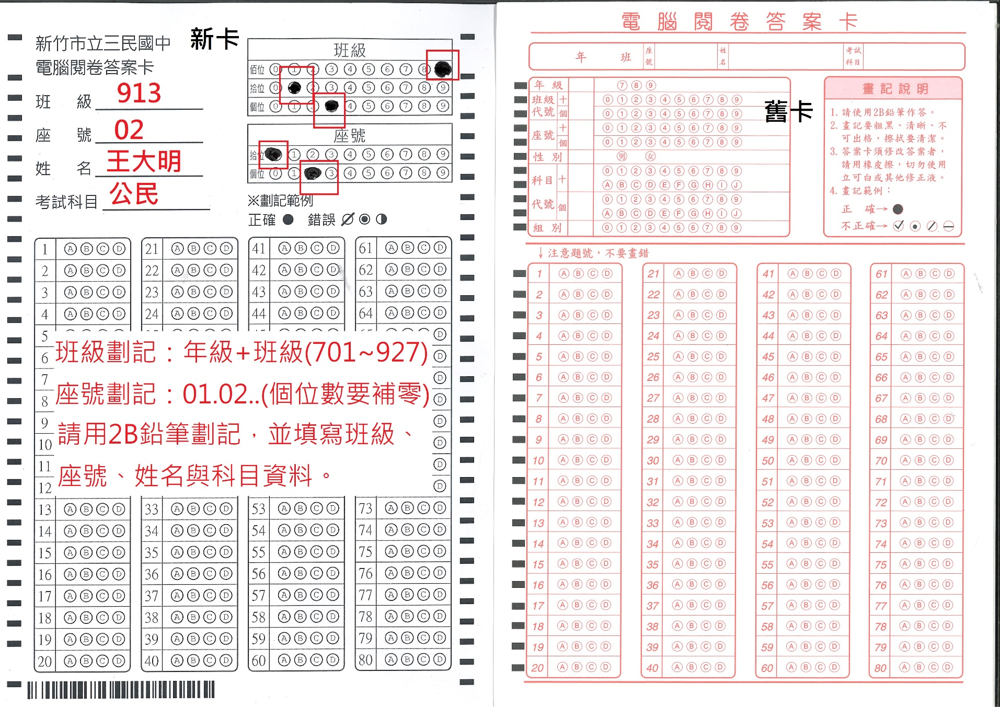 新竹市立三民國中
新卡
電腦閱卷答案卡
班 級 913
座 號 02
姓 名 王大明
考試科目 公民
班級
佰位 0 1 2 3 4 5 6 7 8
拾位 0 2 3 4 5 6 7 8 9
個位 0 1 2 4 5 6 7 8 9
座號
拾位 1 2 3 4 5 6 7 8 9
個位 0 1 3 4 5 6 7 8 9
※劃記範例
正確 錯誤
1 A B C D 21 A B C D 41 A B C D 61 A B C D
2 A B C D 22 A B C D 42 A B C D 62 A B C D
3 A B C D 23 A B C D 43 A B C D 63 A B C D
4 A B C D 24 A B C D 44 A B C D 64 A B C D
5 D
6 D
7 D
8 D
9 D
10 D
11 D
12 D
班級劃記：年級+班級(701~927)
座號劃記：01.02..(個位數要補零)
請用2B鉛筆劃記，並填寫班級、
座號、姓名與科目資料。
13 A B C D 33 A B C D 53 A B C D 73 A B C D
14 A B C D 34 A B C D 54 A B C D 74 A B C D
15 A B C D 35 A B C D 55 A B C D 75 A B C D
16 A B C D 36 A B C D 56 A B C D 76 A B C D
17 A B C D 37 A B C D 57 A B C D 77 A B C D
18 A B C D 38 A B C D 58 A B C D 78 A B C D
19 A B C D 39 A B C D 59 A B C D 79 A B C D
20 A B C D 40 A B C D 60 A B C D 80 A B C D
電腦閱卷答案卡
年 班 座號 姓名 考試科目
年級 7 8 9
班級代號 十 0 1 2 3 4 5 6 7 8 9
個 0 1 2 3 4 5 6 7 8 9
座號 十 0 1 2 3 4 5 6 7 8 9
個 0 1 2 3 4 5 6 7 8 9
性別 男 女
科目代號 十 0 1 2 3 4 5 6 7 8 9
A B C D E F G H I J
個 0 1 2 3 4 5 6 7 8 9
A B C D E F G H I J
組別 0 1 2 3 4 5 6 7 8 9
舊卡
畫記說明
1. 請使用2B鉛筆作答。
2. 畫記要粗黑、清晰、不
可出格，擦拭要清潔。
3. 答案卡須修改答案者，
請用橡皮擦，切勿使用
立可白或其他修正液。
4. 畫記範例：
正 確→
不正確→
↓注意題號，不要畫錯
1 A B C D 21 A B C D 41 A B C D 61 A B C D
2 A B C D 22 A B C D 42 A B C D 62 A B C D
3 A B C D 23 A B C D 43 A B C D 63 A B C D
4 A B C D 24 A B C D 44 A B C D 64 A B C D
5 A B C D 25 A B C D 45 A B C D 65 A B C D
6 A B C D 26 A B C D 46 A B C D 66 A B C D
7 A B C D 27 A B C D 47 A B C D 67 A B C D
8 A B C D 28 A B C D 48 A B C D 68 A B C D
9 A B C D 29 A B C D 49 A B C D 69 A B C D
10 A B C D 30 A B C D 50 A B C D 70 A B C D
11 A B C D 31 A B C D 51 A B C D 71 A B C D
12 A B C D 32 A B C D 52 A B C D 72 A B C D
13 A B C D 33 A B C D 53 A B C D 73 A B C D
14 A B C D 34 A B C D 54 A B C D 74 A B C D
15 A B C D 35 A B C D 55 A B C D 75 A B C D
16 A B C D 36 A B C D 56 A B C D 76 A B C D
17 A B C D 37 A B C D 57 A B C D 77 A B C D
18 A B C D 38 A B C D 58 A B C D 78 A B C D
19 A B C D 39 A B C D 59 A B C D 79 A B C D
20 A B C D 40 A B C D 60 A B C D 80 A B C D